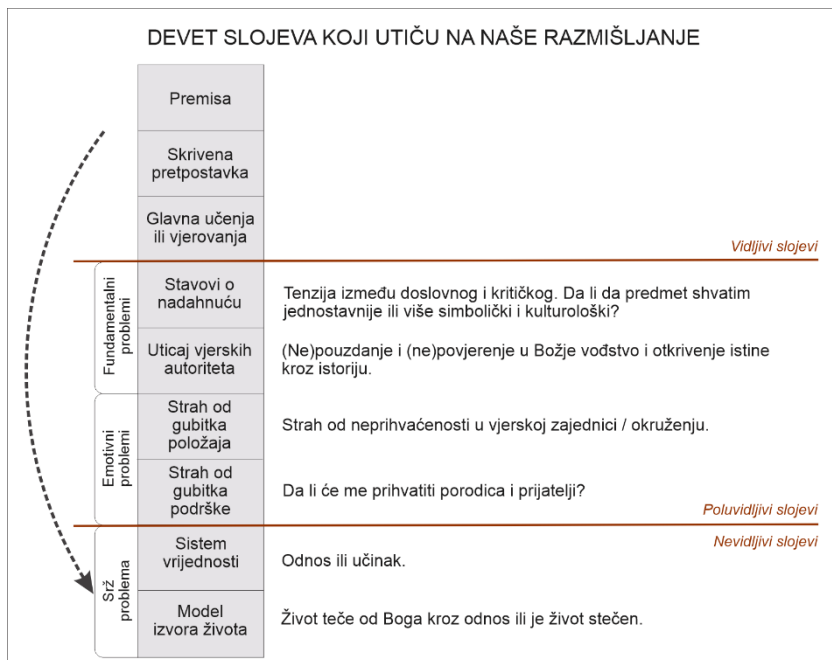 DEVET SLOJEVA KOJI UTIČU NA NAŠE RAZMIŠLJANJE
Premisa
Skrivena
pretpostavka
Glavna učenja
ili vjerovanja
Vidljivi slojevi
Fundamentalni
problemi
Stavovi o
nadahnuću
Tenzija između doslovnog i kritičkog. Da li da predmet shvatim
jednostavnije ili više simbolički i kulturološki?
Uticaj vjerskih
autoriteta
(Ne)pouzdanje i (ne)povjerenje u Božje vođstvo i otkrivenje istine
kroz istoriju.
Emotivni
problemi
Strah od
gubitka
položaja
Strah od neprihvaćenosti u vjerskoj zajednici / okruženju.
Strah od
gubitka
podrške
Da li će me prihvatiti porodica i prijatelji?
Poluvidljivi slojevi
Nevidljivi slojevi
Srž
problema
Sistem
vrijednosti
Odnos ili učinak.
Model
izvora života
Život teče od Boga kroz odnos ili je život stečen.